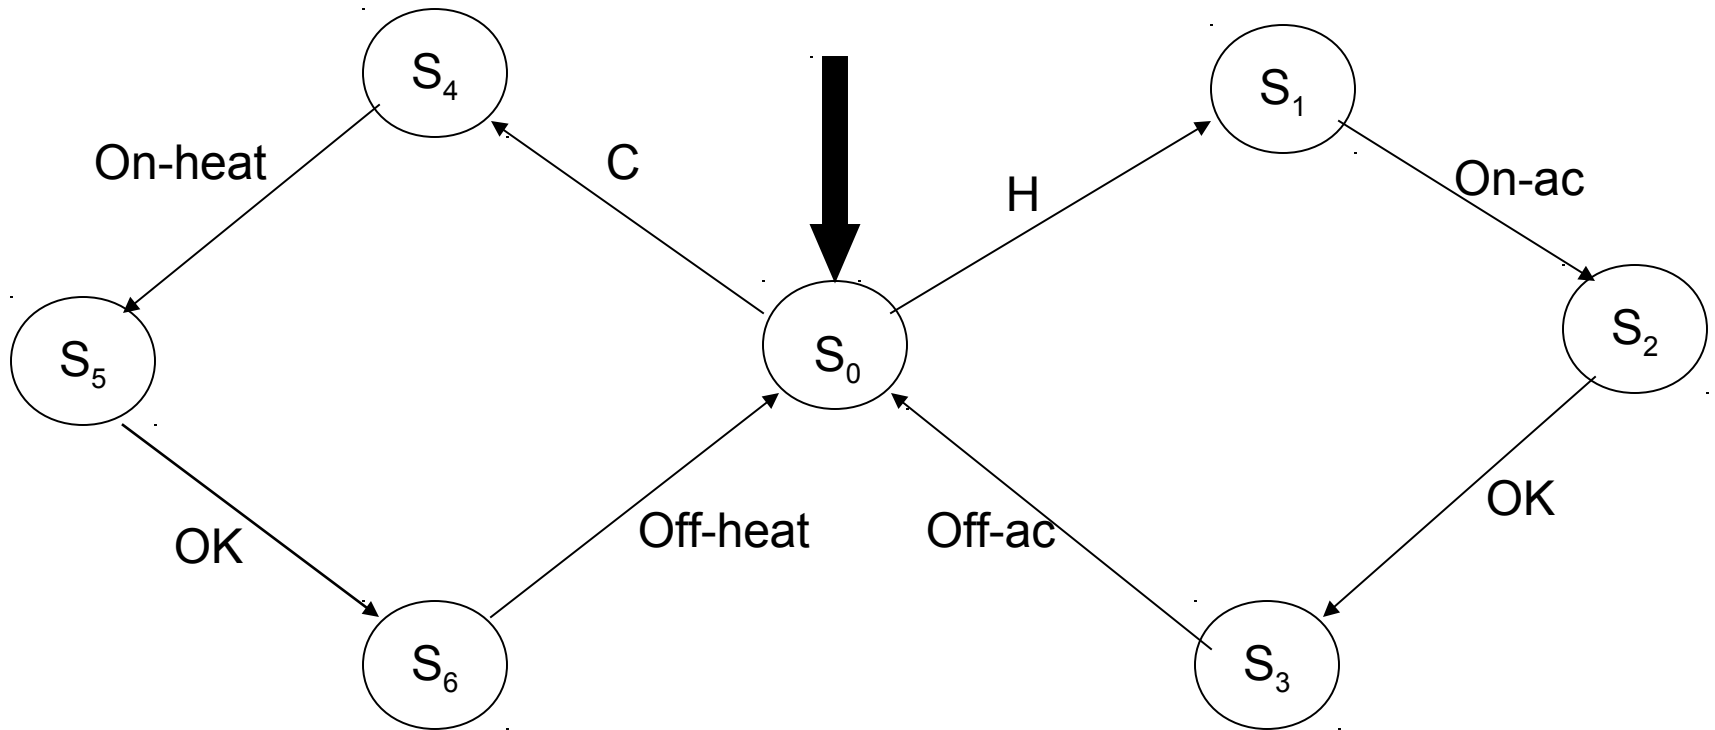 S₄
S₁
On-heat
C
H
On-ac
S₅
S₀
S₂
OK
Off-heat
Off-ac
OK
S₆
S₃